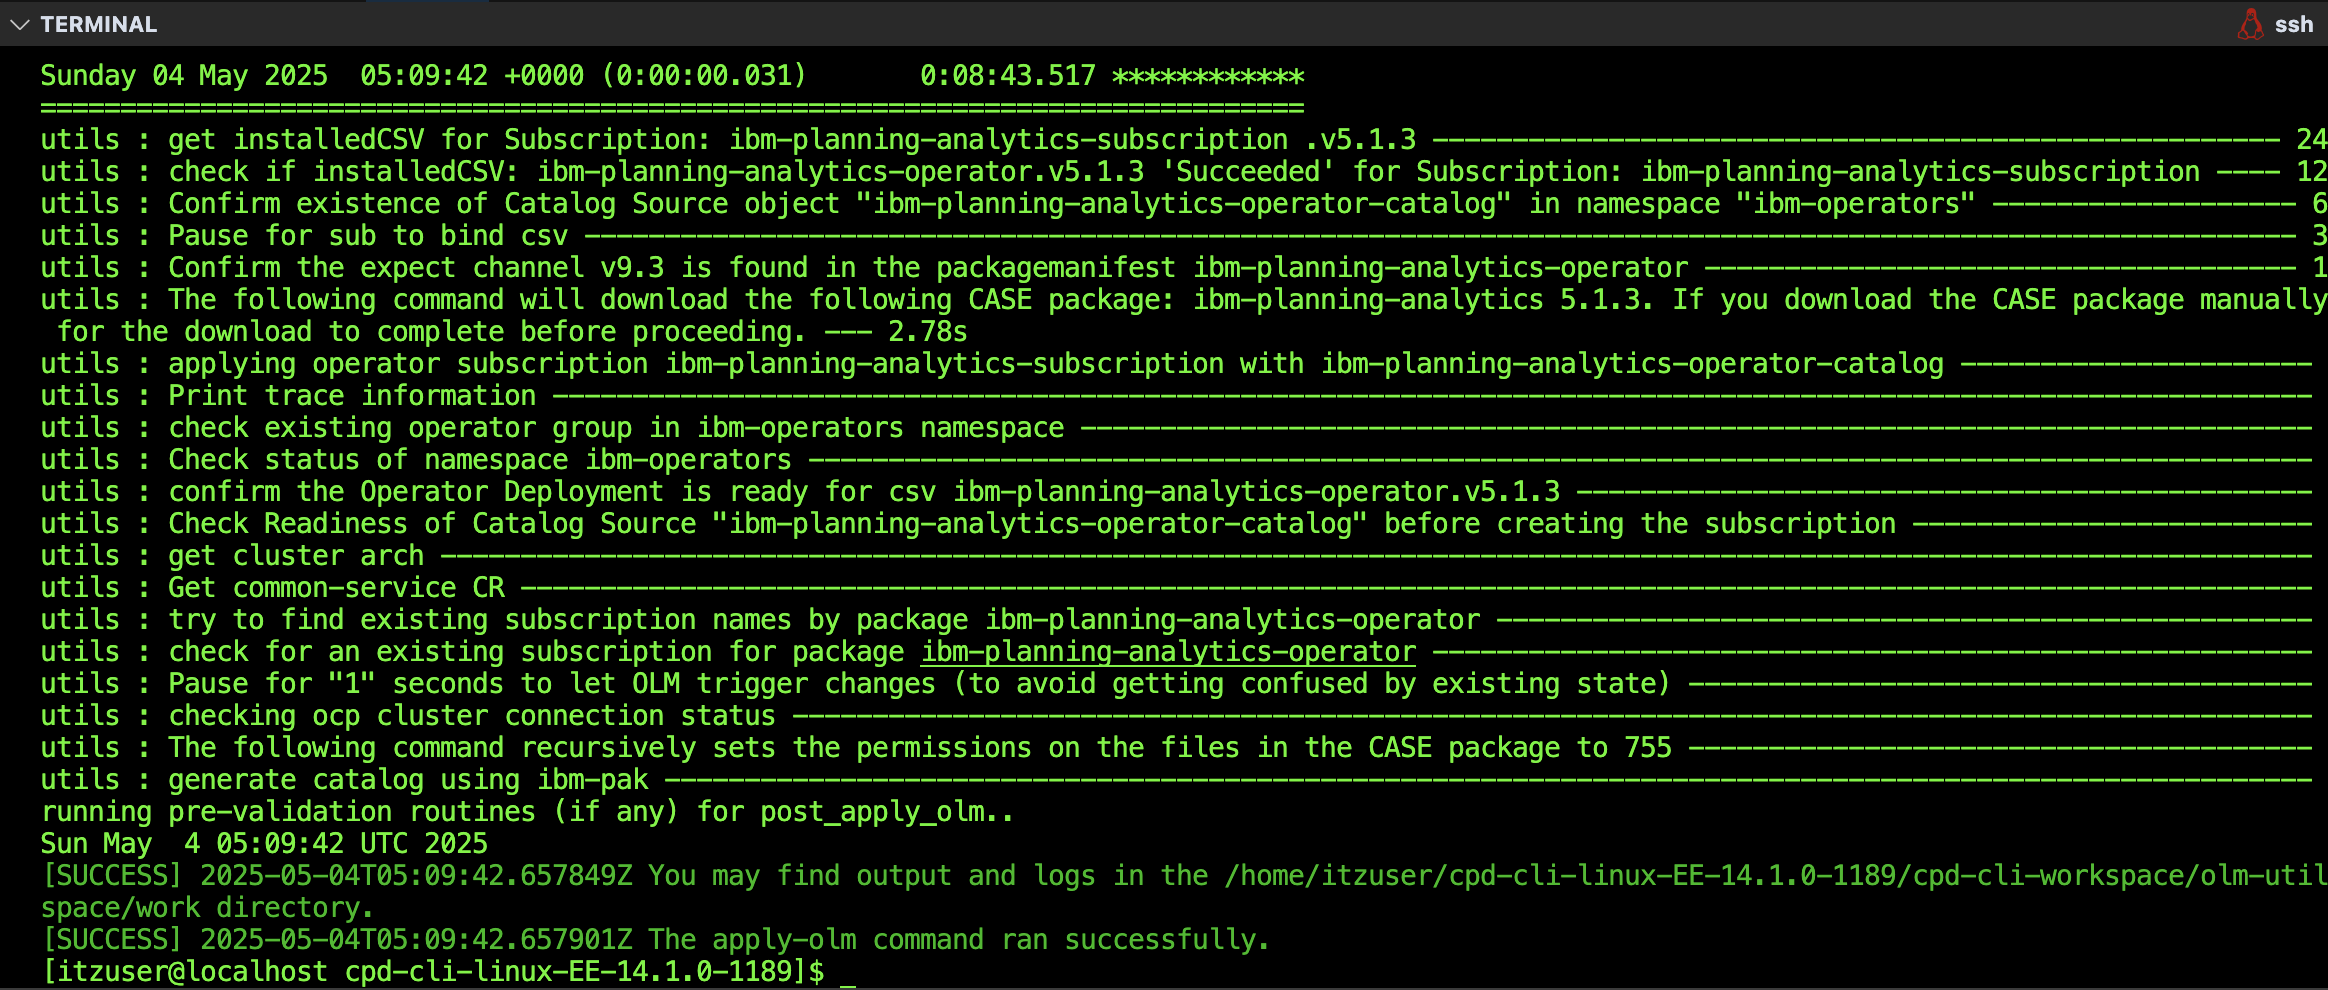 TERMINAL
ssh
Sunday 04 May 2025  05:09:42 +0000 (0:00:00.031)       0:08:43.517 ************
===============================================================================
utils : get installedCSV for Subscription: ibm-planning-analytics-subscription .v5.1.3 ----------------------------------------------------- 24
utils : check if installedCSV: ibm-planning-analytics-operator.v5.1.3 'Succeeded' for Subscription: ibm-planning-analytics-subscription ---- 12
utils : Confirm existence of Catalog Source object "ibm-planning-analytics-operator-catalog" in namespace "ibm-operators" ------------------- 6
utils : Pause for sub to bind csv ----------------------------------------------------------------------------------------------------------- 3
utils : Confirm the expect channel v9.3 is found in the packagemanifest ibm-planning-analytics-operator ------------------------------------- 1
utils : The following command will download the following CASE package: ibm-planning-analytics 5.1.3. If you download the CASE package manually
 for the download to complete before proceeding. --- 2.78s
utils : applying operator subscription ibm-planning-analytics-subscription with ibm-planning-analytics-operator-catalog ----------------------
utils : Print trace information --------------------------------------------------------------------------------------------------------------
utils : check existing operator group in ibm-operators namespace -----------------------------------------------------------------------------
utils : Check status of namespace ibm-operators ----------------------------------------------------------------------------------------------
utils : confirm the Operator Deployment is ready for csv ibm-planning-analytics-operator.v5.1.3 ----------------------------------------------
utils : Check Readiness of Catalog Source "ibm-planning-analytics-operator-catalog" before creating the subscription -------------------------
utils : get cluster arch ---------------------------------------------------------------------------------------------------------------------
utils : Get common-service CR ----------------------------------------------------------------------------------------------------------------
utils : try to find existing subscription names by package ibm-planning-analytics-operator ---------------------------------------------------
utils : check for an existing subscription for package ibm-planning-analytics-operator -------------------------------------------------------
utils : Pause for "1" seconds to let OLM trigger changes (to avoid getting confused by existing state) ---------------------------------------
utils : checking ocp cluster connection status -----------------------------------------------------------------------------------------------
utils : The following command recursively sets the permissions on the files in the CASE package to 755 ---------------------------------------
utils : generate catalog using ibm-pak -------------------------------------------------------------------------------------------------------
running pre-validation routines (if any) for post_apply_olm..
Sun May  4 05:09:42 UTC 2025
[SUCCESS] 2025-05-04T05:09:42.657849Z You may find output and logs in the /home/itzuser/cpd-cli-linux-EE-14.1.0-1189/cpd-cli-workspace/olm-util
space/work directory.
[SUCCESS] 2025-05-04T05:09:42.657901Z The apply-olm command ran successfully.
[itzuser@localhost cpd-cli-linux-EE-14.1.0-1189]$ _